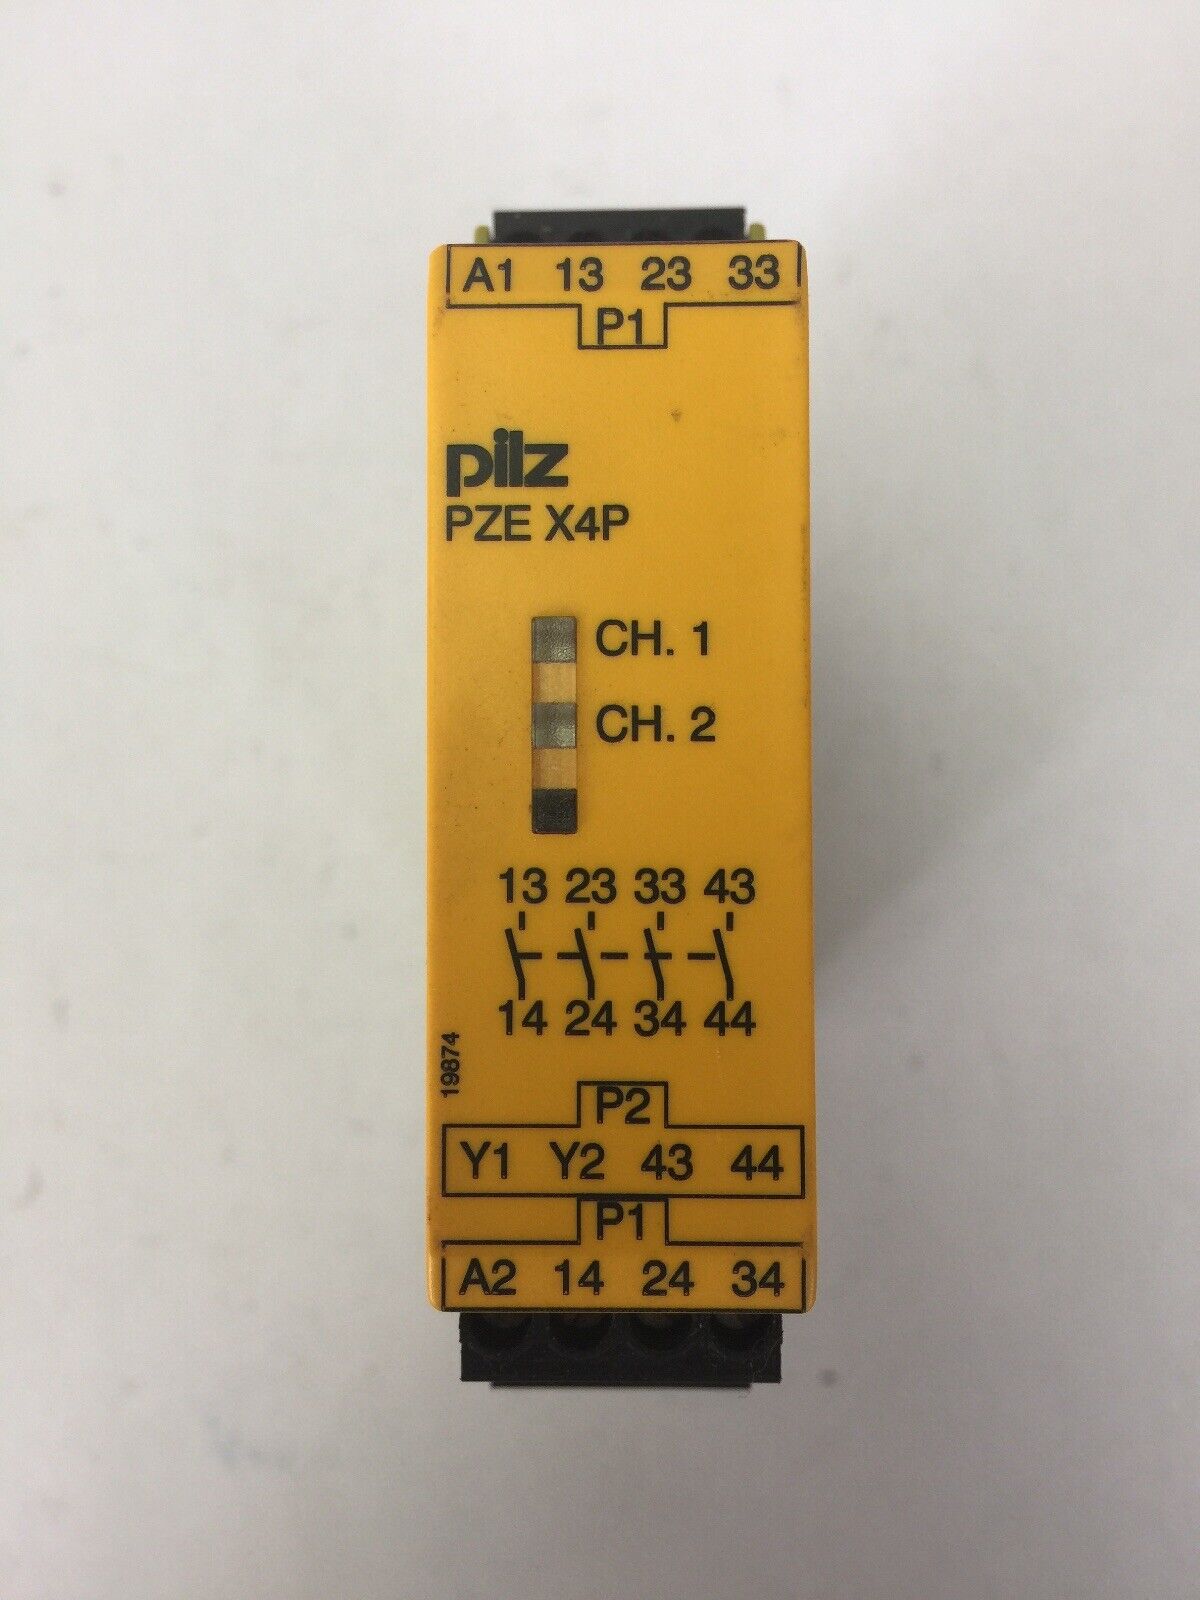 A1 13 23 33
P1
pilz
PZE X4P
CH. 1
CH. 2
13 23 33 43
14 24 34 44
19874
P2
Y1 Y2 43 44
P1
A2 14 24 34